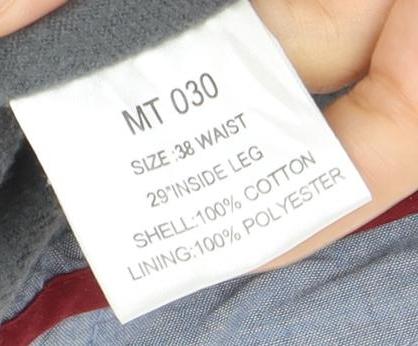 MT 030
SIZE :38 WAIST
29"INSIDE LEG
SHELL:100% COTTON
LINING:100% POLYESTER